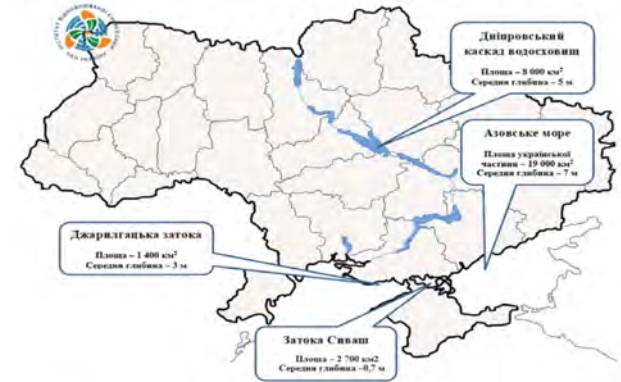 Дніпровський
каскад водосховищ
Площа – 8 000 км²
Середня глибина – 5 м
Азовське море
Площа української
частини – 19 000 км²
Середня глибина – 7 м
Джарилгацька затока
Площа – 1 400 км²
Середня глибина – 3 м
Затока Сиваш
Площа – 2 700 км2
Середня глибина -0,7 м